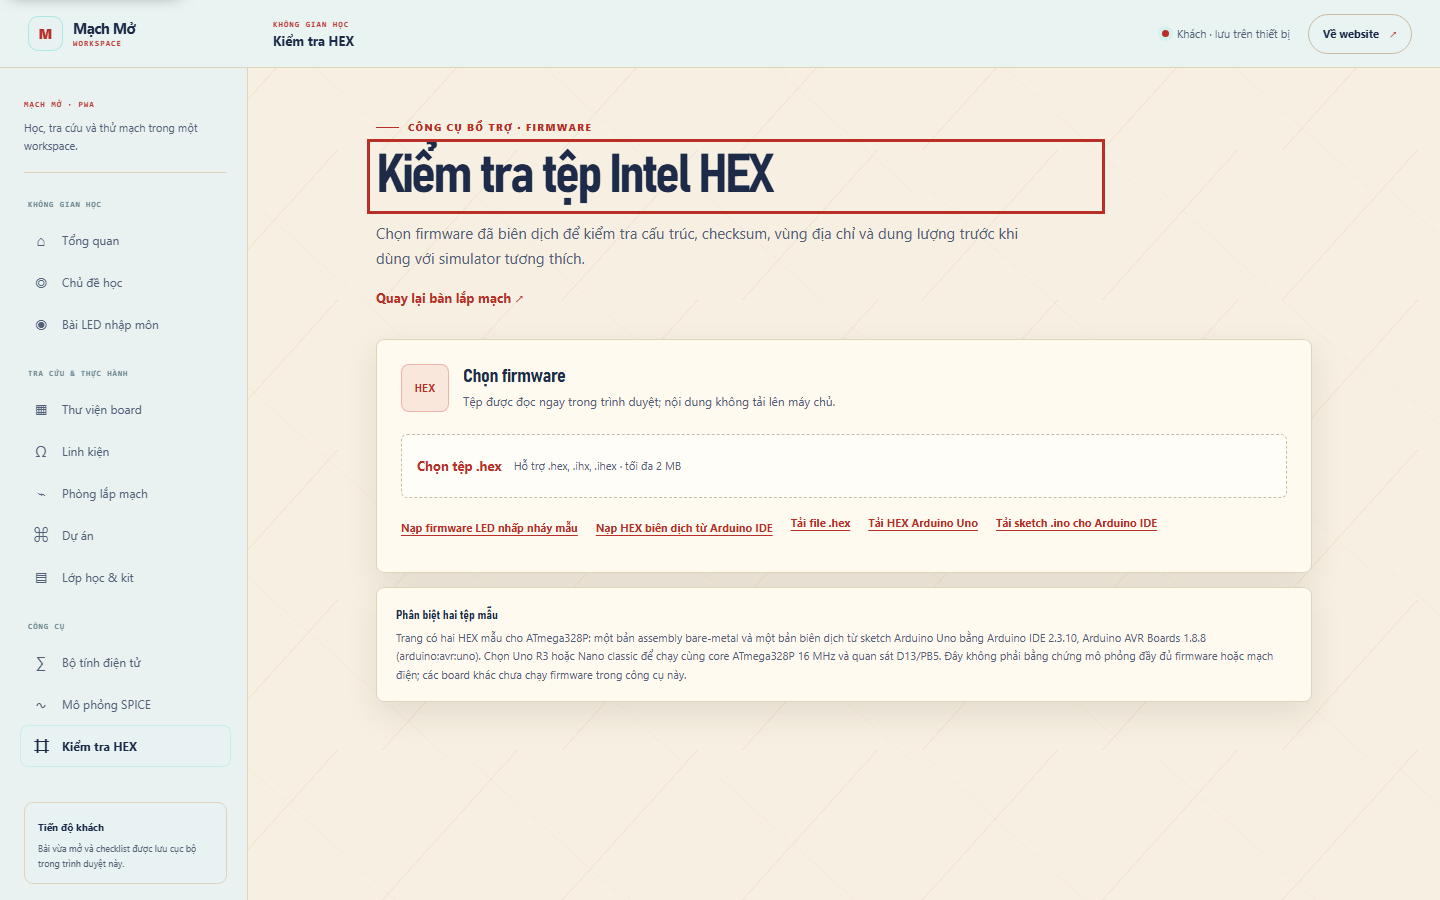 M
Mạch Mở
WORKSPACE
KHÔNG GIAN HỌC
Kiểm tra HEX
Khách · lưu trên thiết bị
Về website ↗
MẠCH MỞ · PWA
Học, tra cứu và thử mạch trong một
workspace.
KHÔNG GIAN HỌC
Tổng quan
Chủ đề học
Bài LED nhập môn
TRA CỨU & THỰC HÀNH
Thư viện board
Ω Linh kiện
Phòng lắp mạch
⌘ Dự án
Lớp học & kit
CÔNG CỤ
∑ Bộ tính điện tử
∿ Mô phỏng SPICE
Kiểm tra HEX
Tiến độ khách
Bài vừa mở và checklist được lưu cục bộ
trong trình duyệt này.
CÔNG CỤ BỔ TRỢ · FIRMWARE
Kiểm tra tệp Intel HEX
Chọn firmware đã biên dịch để kiểm tra cấu trúc, checksum, vùng địa chỉ và dung lượng trước khi
dùng với simulator tương thích.
Quay lại bàn lắp mạch ↗
HEX
Chọn firmware
Tệp được đọc ngay trong trình duyệt; nội dung không tải lên máy chủ.
Chọn tệp .hex Hỗ trợ .hex, .ihx, .ihex · tối đa 2 MB
Nạp firmware LED nhấp nháy mẫu Nạp HEX biên dịch từ Arduino IDE Tải file .hex Tải HEX Arduino Uno Tải sketch .ino cho Arduino IDE
Phân biệt hai tệp mẫu
Trang có hai HEX mẫu cho ATmega328P: một bản assembly bare-metal và một bản biên dịch từ sketch Arduino Uno bằng Arduino IDE 2.3.10, Arduino AVR Boards 1.8.8
(arduino:avr:uno). Chọn Uno R3 hoặc Nano classic để chạy cùng core ATmega328P 16 MHz và quan sát D13/PB5. Đây không phải bằng chứng mô phỏng đầy đủ firmware hoặc mạch
điện; các board khác chưa chạy firmware trong công cụ này.